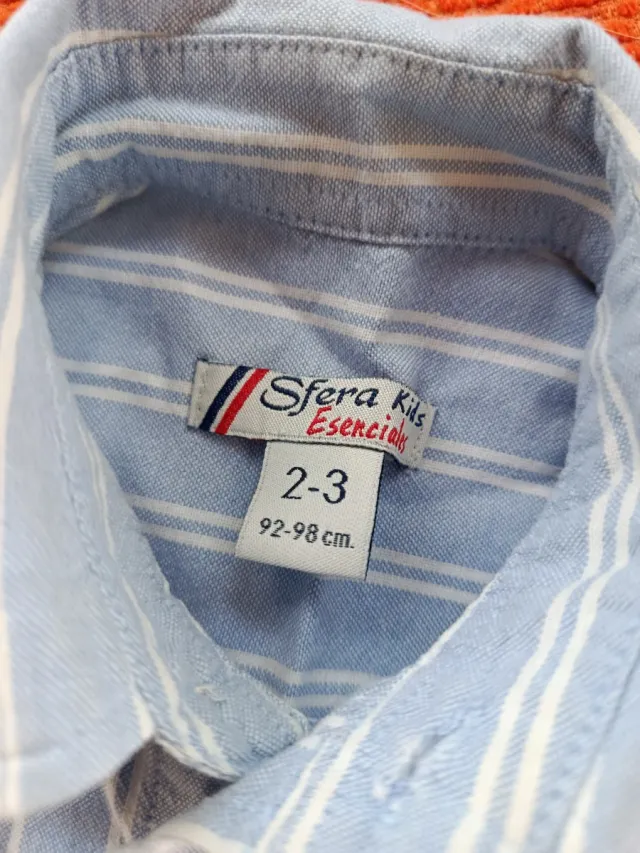 Sfera Kids
Esenciales
2-3
92-98 cm.